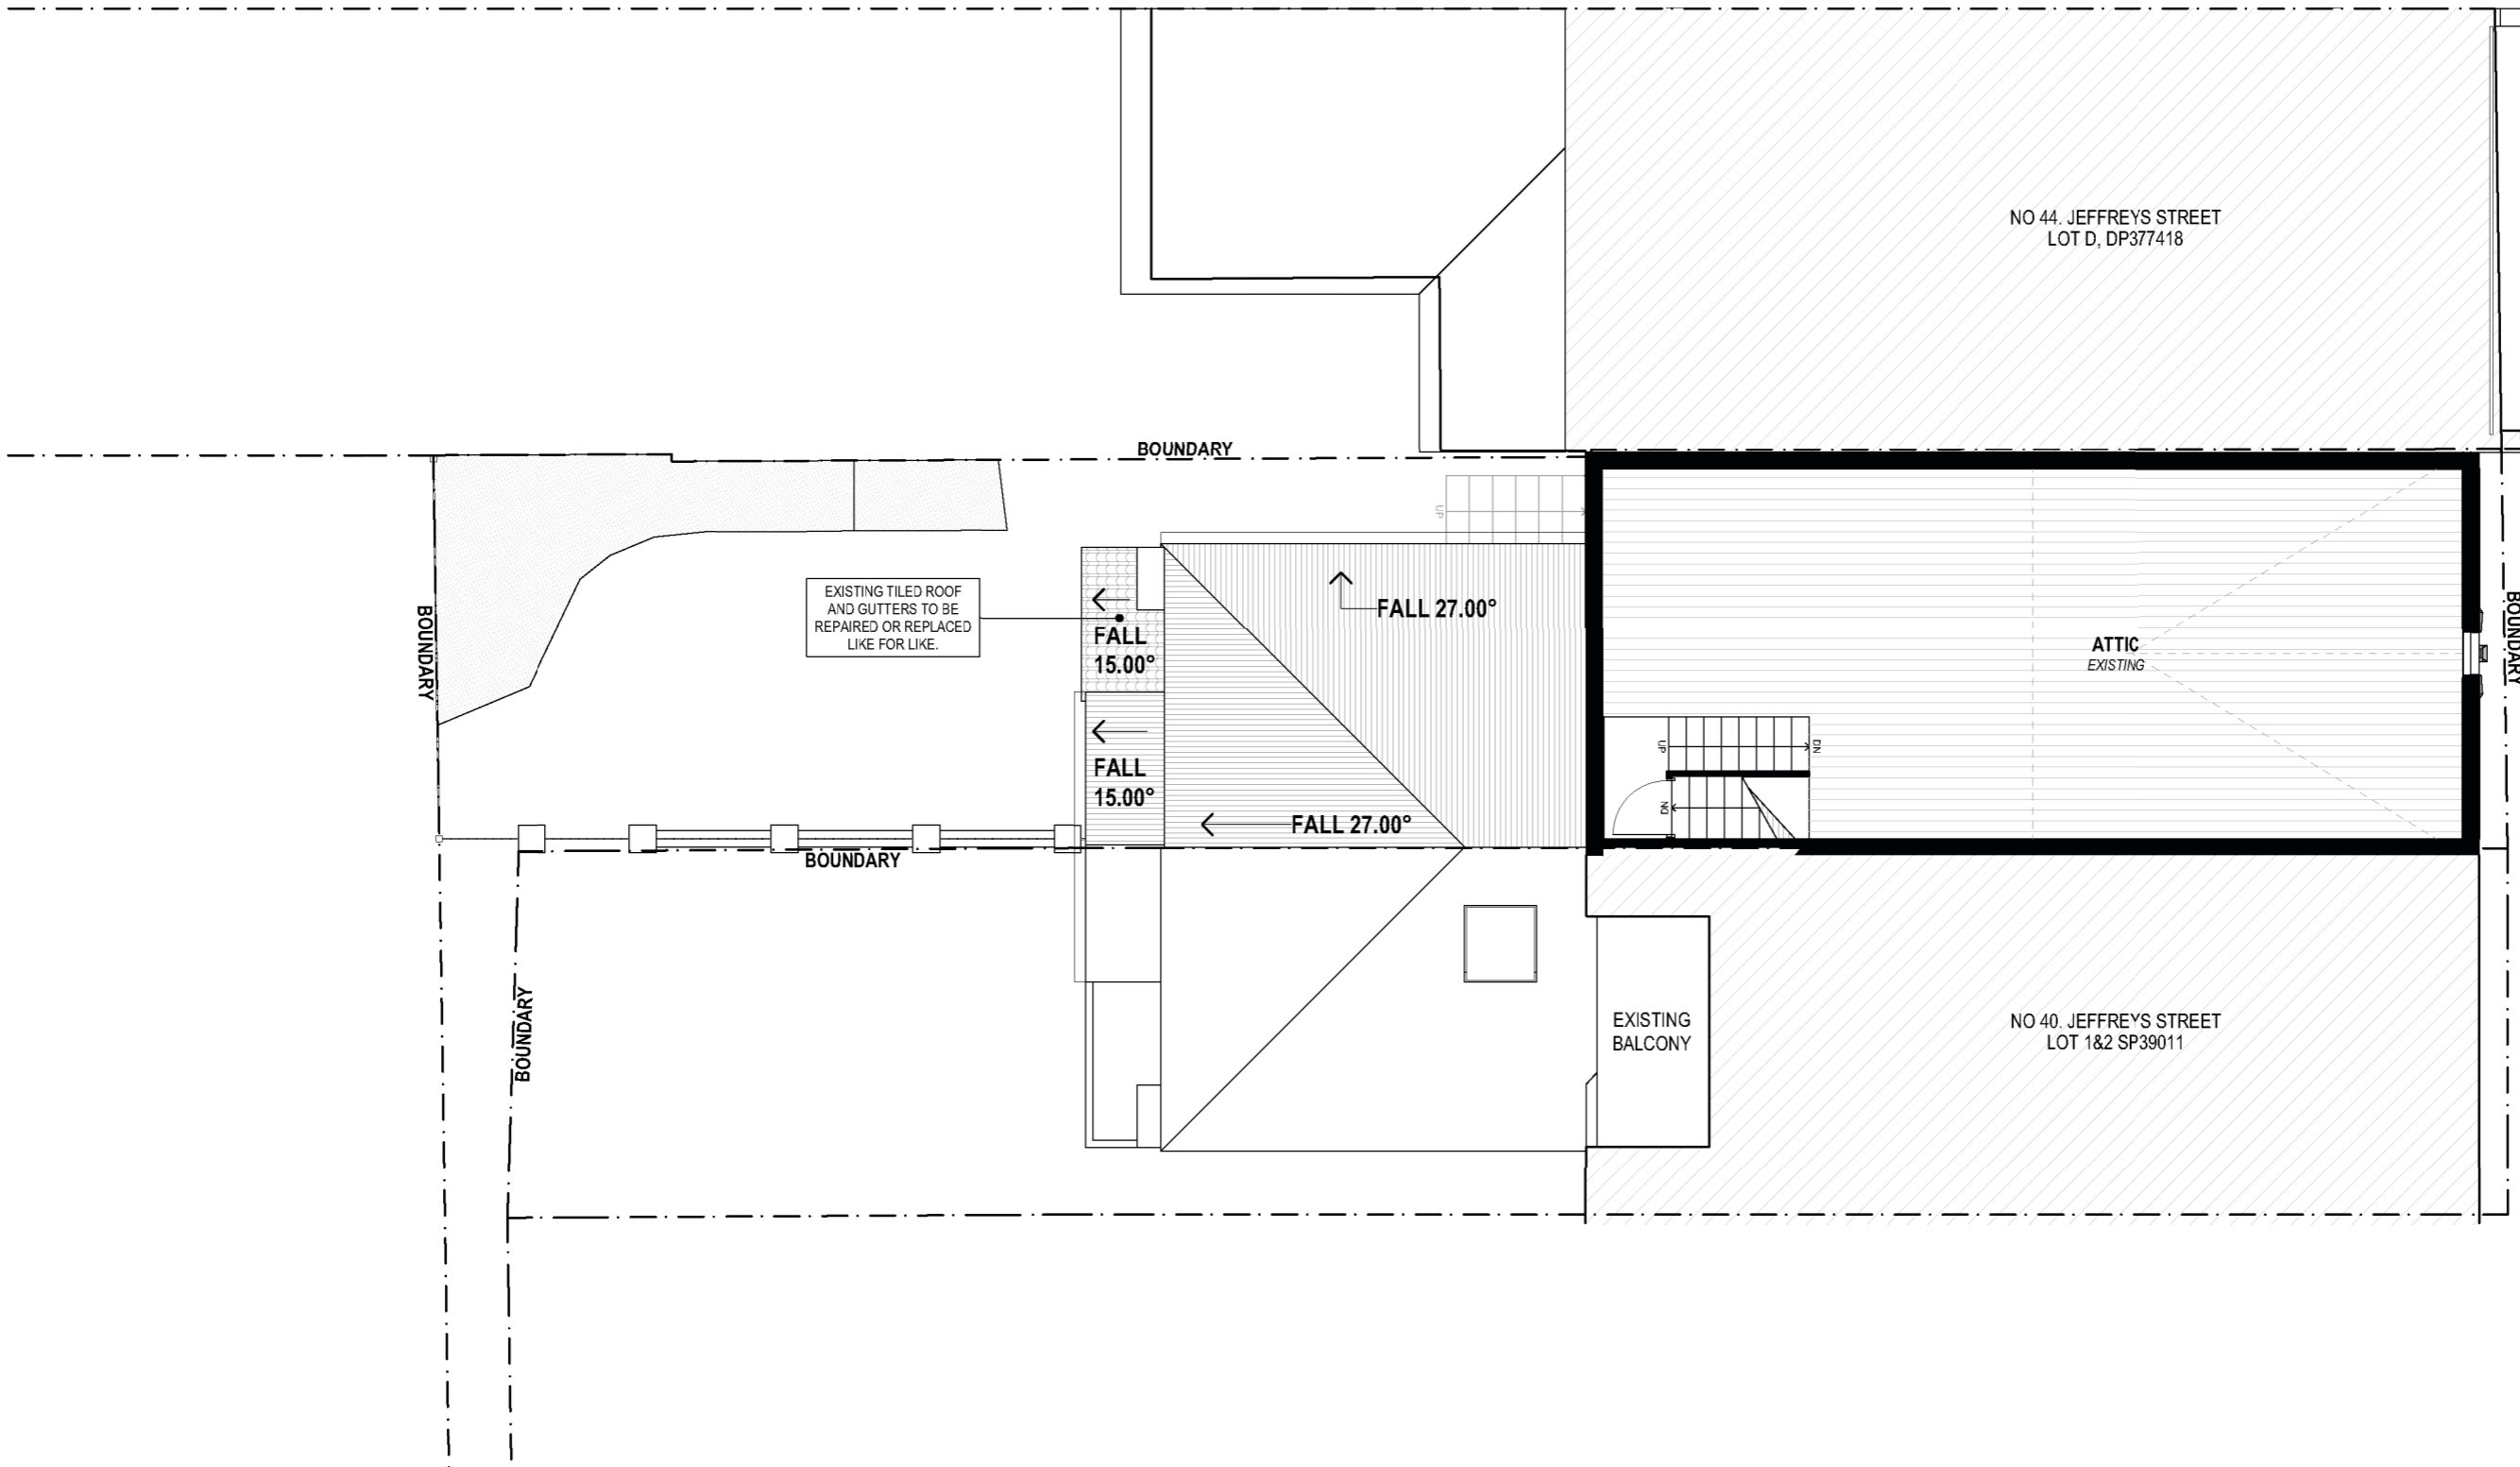 NO 44. JEFFREYS STREET
LOT D, DP377418
BOUNDARY
UP
EXISTING TILED ROOF
AND GUTTERS TO BE
REPAIRED OR REPLACED
LIKE FOR LIKE.
FALL
15.00°
FALL 27.00°
BOUNDARY
ATTIC
EXISTING
BOUNDARY
FALL
15.00°
UP
DN
DN
FALL 27.00°
BOUNDARY
BOUNDARY
EXISTING
BALCONY
NO 40. JEFFREYS STREET
LOT 1&2 SP39011